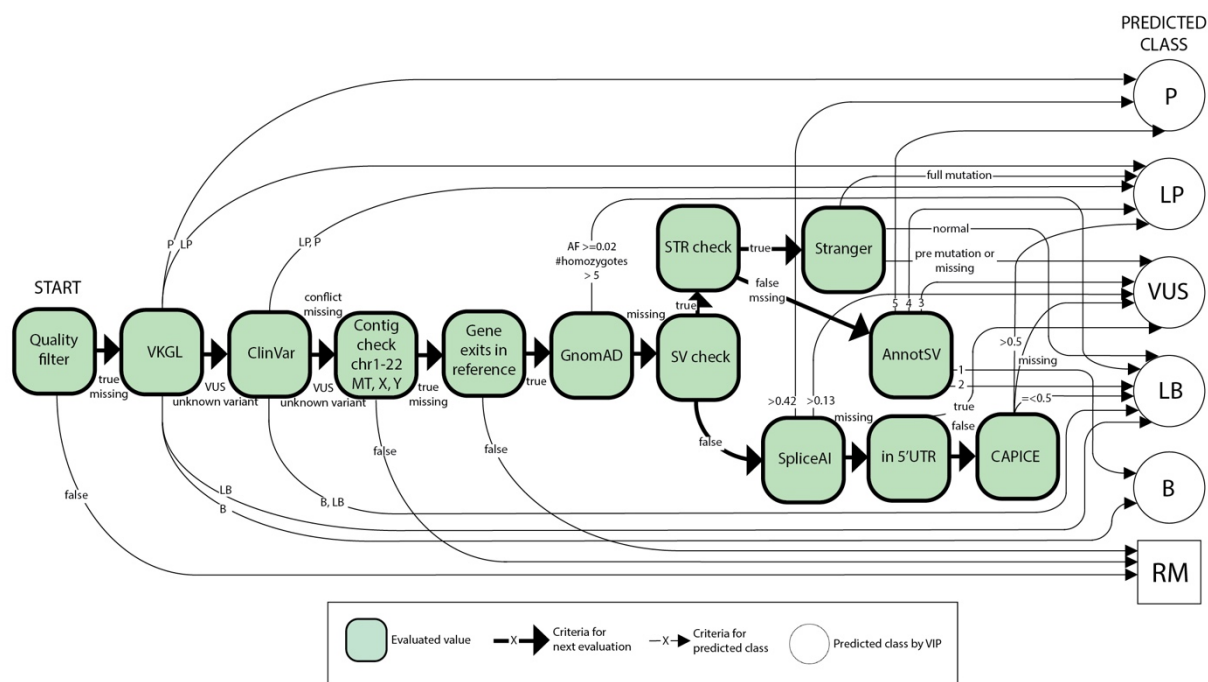 PREDICTED
CLASS
P
LP
VUS
LB
B
RM
START
Quality
filter
true
missing
false
VKGL
P
LP
LB
B
VUS
unknown variant
ClinVar
LP, P
B, LB
conflict
missing
VUS
unknown variant
Contig
check
chr1-22
MT, X, Y
true
missing
false
Gene
exits in
reference
true
false
GnomAD
AF >=0.02
#homozygotes
> 5
missing
SV check
true
false
STR check
true
false
mssing
Stranger
full mutation
normal
pre mutation or
missing
AnnotSV
5
4
3
1
2
SpliceAI
>0.42
>0.13
missing
in 5'UTR
true
false
CAPICE
>0.5
missing
=<0.5
Evaluated value
X
Criteria for
next evaluation
X
Criteria for
predicted class
Predicted class by VIP